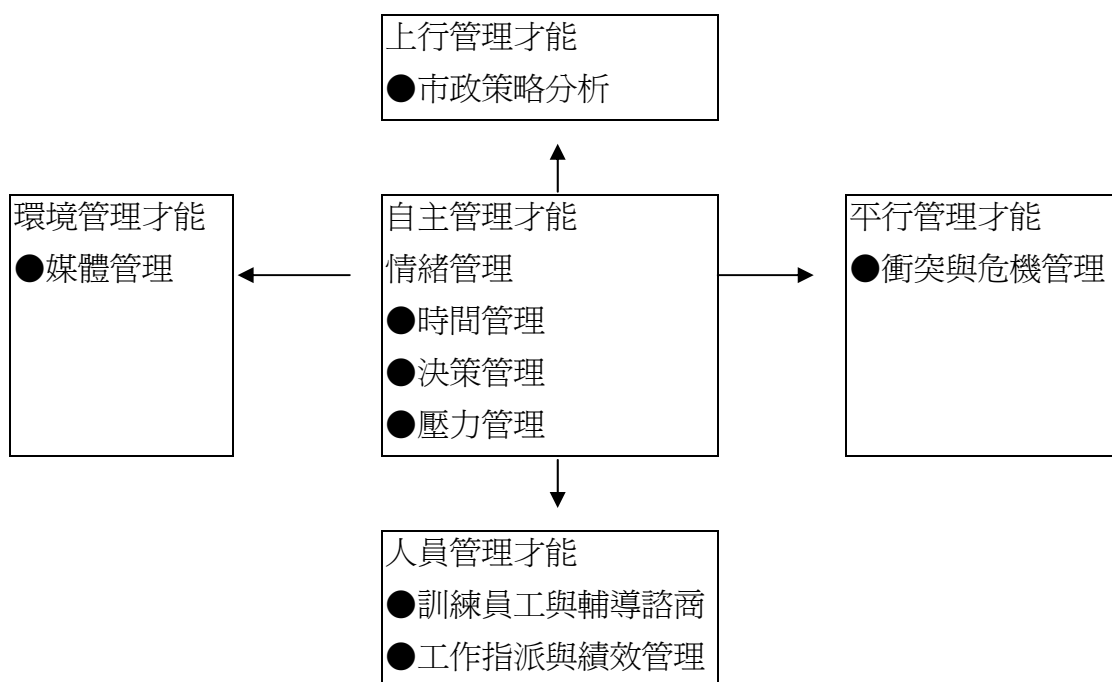 上行管理才能
●市政策略分析
環境管理才能
●媒體管理
自主管理才能
情緒管理
●時間管理
●決策管理
●壓力管理
平行管理才能
●衝突與危機管理
人員管理才能
●訓練員工與輔導諮商
●工作指派與績效管理